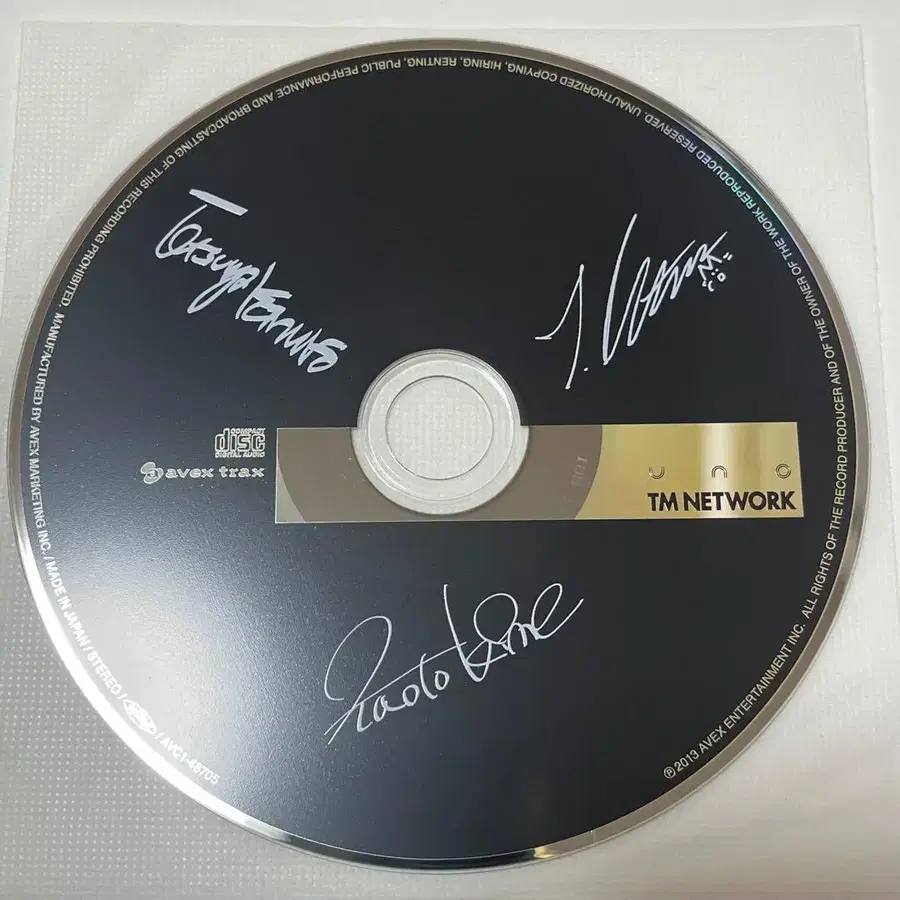 UNAUTHORIZED COPYING, HIRING, RENTING, PUBLIC PERFORMANCE AND BROADCASTING OF THIS RECORDING PROHIBITED. MANUFACTURED BY AVEX MARKETING INC. / MADE IN JAPAN / STEREO / / AVC1-48705
℗ 2013 AVEX ENTERTAINMENT INC. ALL RIGHTS OF THE RECORD PRODUCER AND OF THE OWNER OF THE WORK REPRODUCED RESERVED.
Tetsuya Komuro
COMPACT
disc
DIGITAL AUDIO
avex trax
uno
TM NETWORK
Naoto Kine